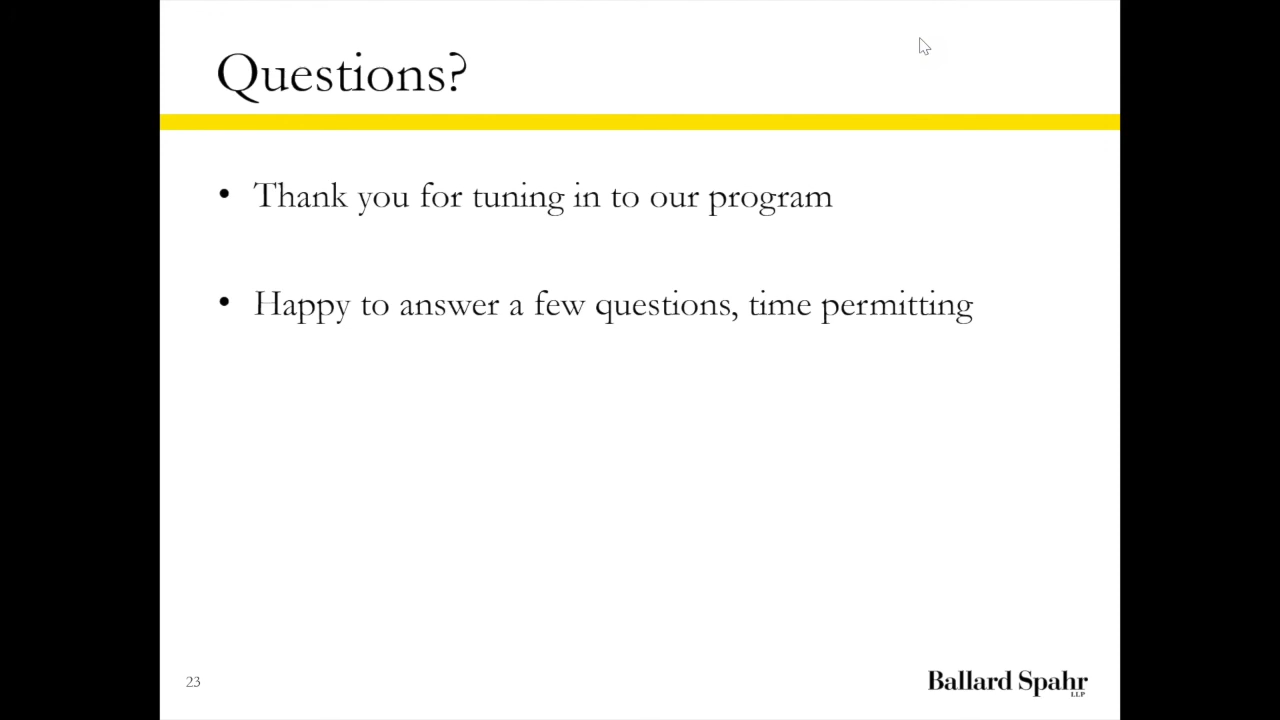 Questions?
• Thank you for tuning in to our program
• Happy to answer a few questions, time permitting
23
Ballard Spahr
LLP